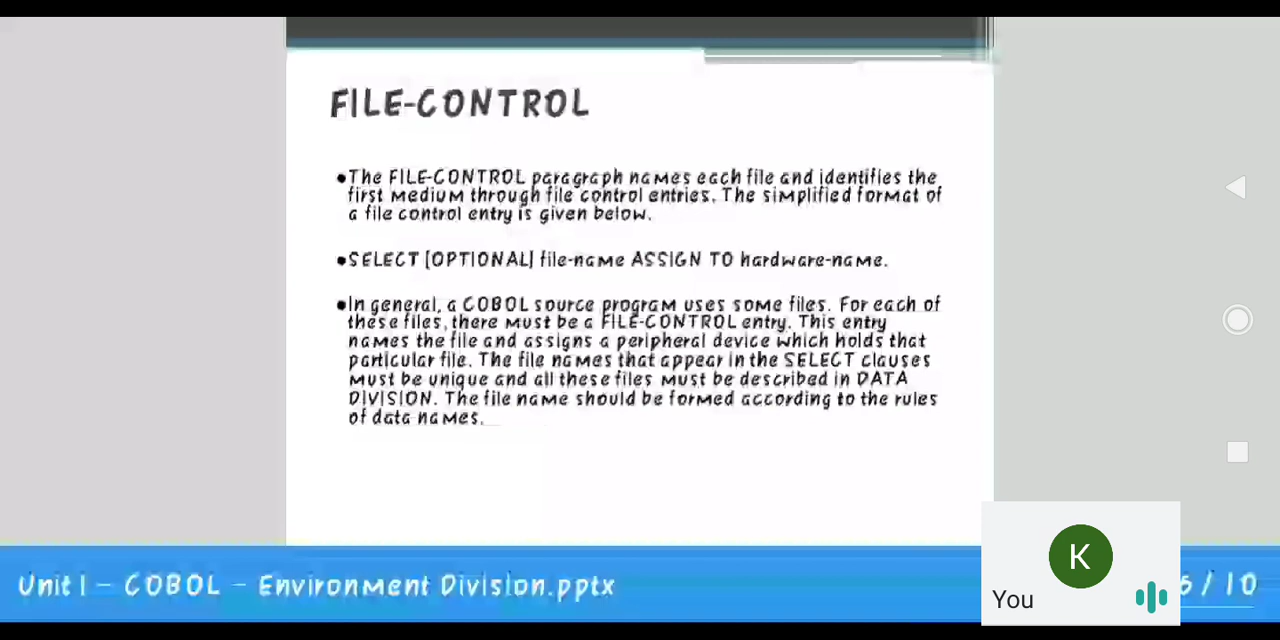 FILE-CONTROL
•The FILE-CONTROL paragraph names each file and identifies the
first medium through file control entries. The simplified format of
a file control entry is given below.
•SELECT [OPTIONAL] file-name ASSIGN TO hardware-name.
•In general, a COBOL source program uses some files. For each of
these files, there must be a FILE-CONTROL entry. This entry
names the file and assigns a peripheral device which holds that
particular file. The file names that appear in the SELECT clauses
must be unique and all these files must be described in DATA
DIVISION. The file name should be formed according to the rules
of data names.
Unit I – COBOL – Environment Division.pptx
6 / 10
K
You